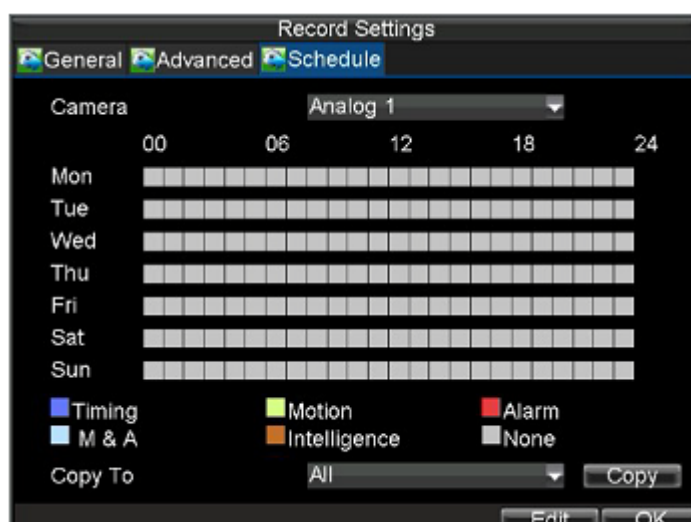 Record Settings
General Advanced Schedule
Camera Analog 1
00 06 12 18 24
Mon
Tue
Wed
Thu
Fri
Sat
Sun
Timing Motion Alarm
M & A Intelligence None
Copy To All Copy
Edit OK